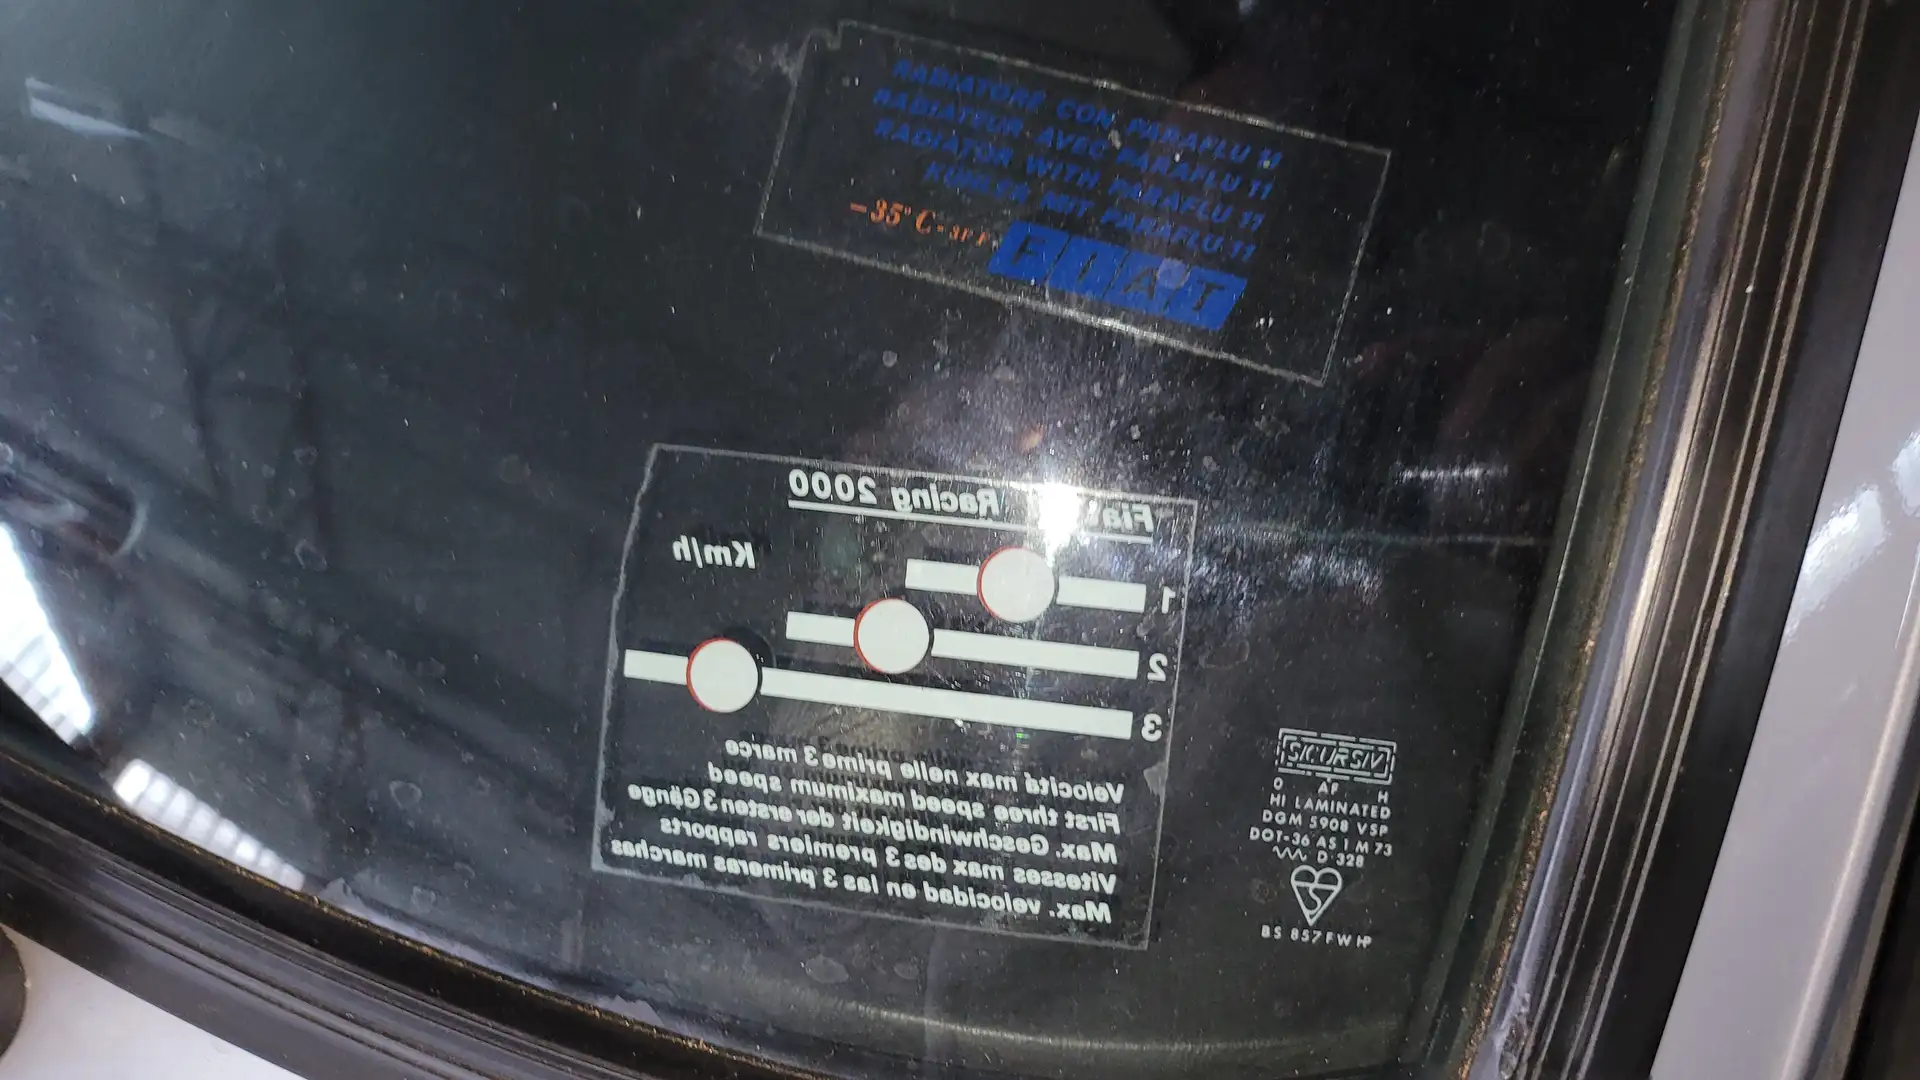 RADIATORE CON PARAFLU 11
RADIATEUR AVEC PARAFLU 11
RADIATOR WITH PARAFLU 11
KÜHLER MIT PARAFLU 11
-35°C
FIAT
Racing 2000
Km/h
1
2
3
Velocità max nelle prime 3 marce
First three speed maximum speed
Max. Geschwindigkeit der ersten 3 Gänge
Vitesses max des 3 premiers rapports
Max. velocidad en las 3 primeras marchas
SICURSIV
O AF H
HI LAMINATED
DGM 5908 VSP
DOT-36 AS 1 M 73
D 328
BS 857 FW HP